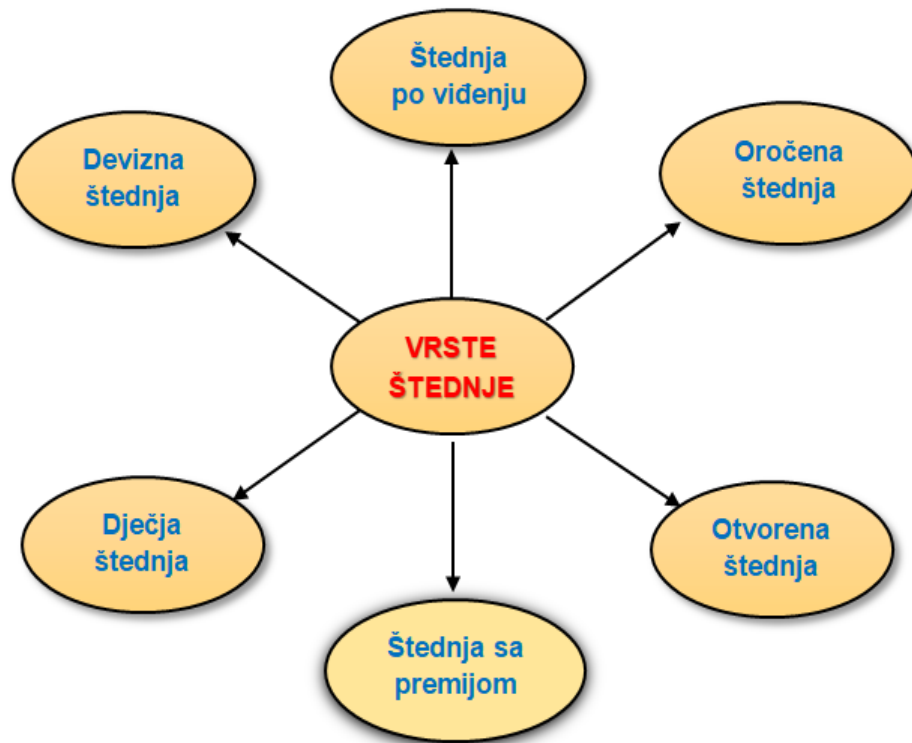 Štednja
po viđenju
Devizna
štednja
Oročena
štednja
VRSTE
ŠTEDNJE
Dječja
štednja
Otvorena
štednja
Štednja sa
premijom